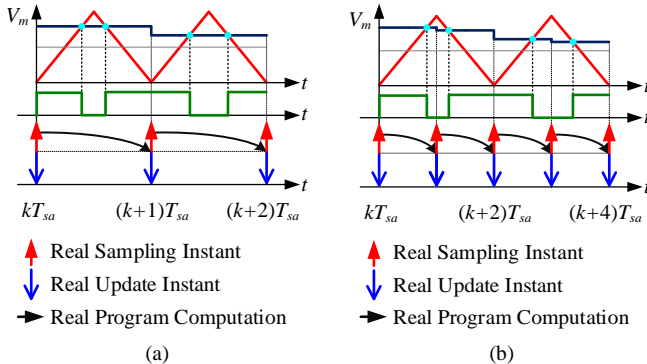 V_m
t
t
t
kT_sa
(k+1)T_sa
(k+2)T_sa
Real Sampling Instant
Real Update Instant
Real Program Computation
(a)
V_m
t
t
t
kT_sa
(k+2)T_sa
(k+4)T_sa
Real Sampling Instant
Real Update Instant
Real Program Computation
(b)